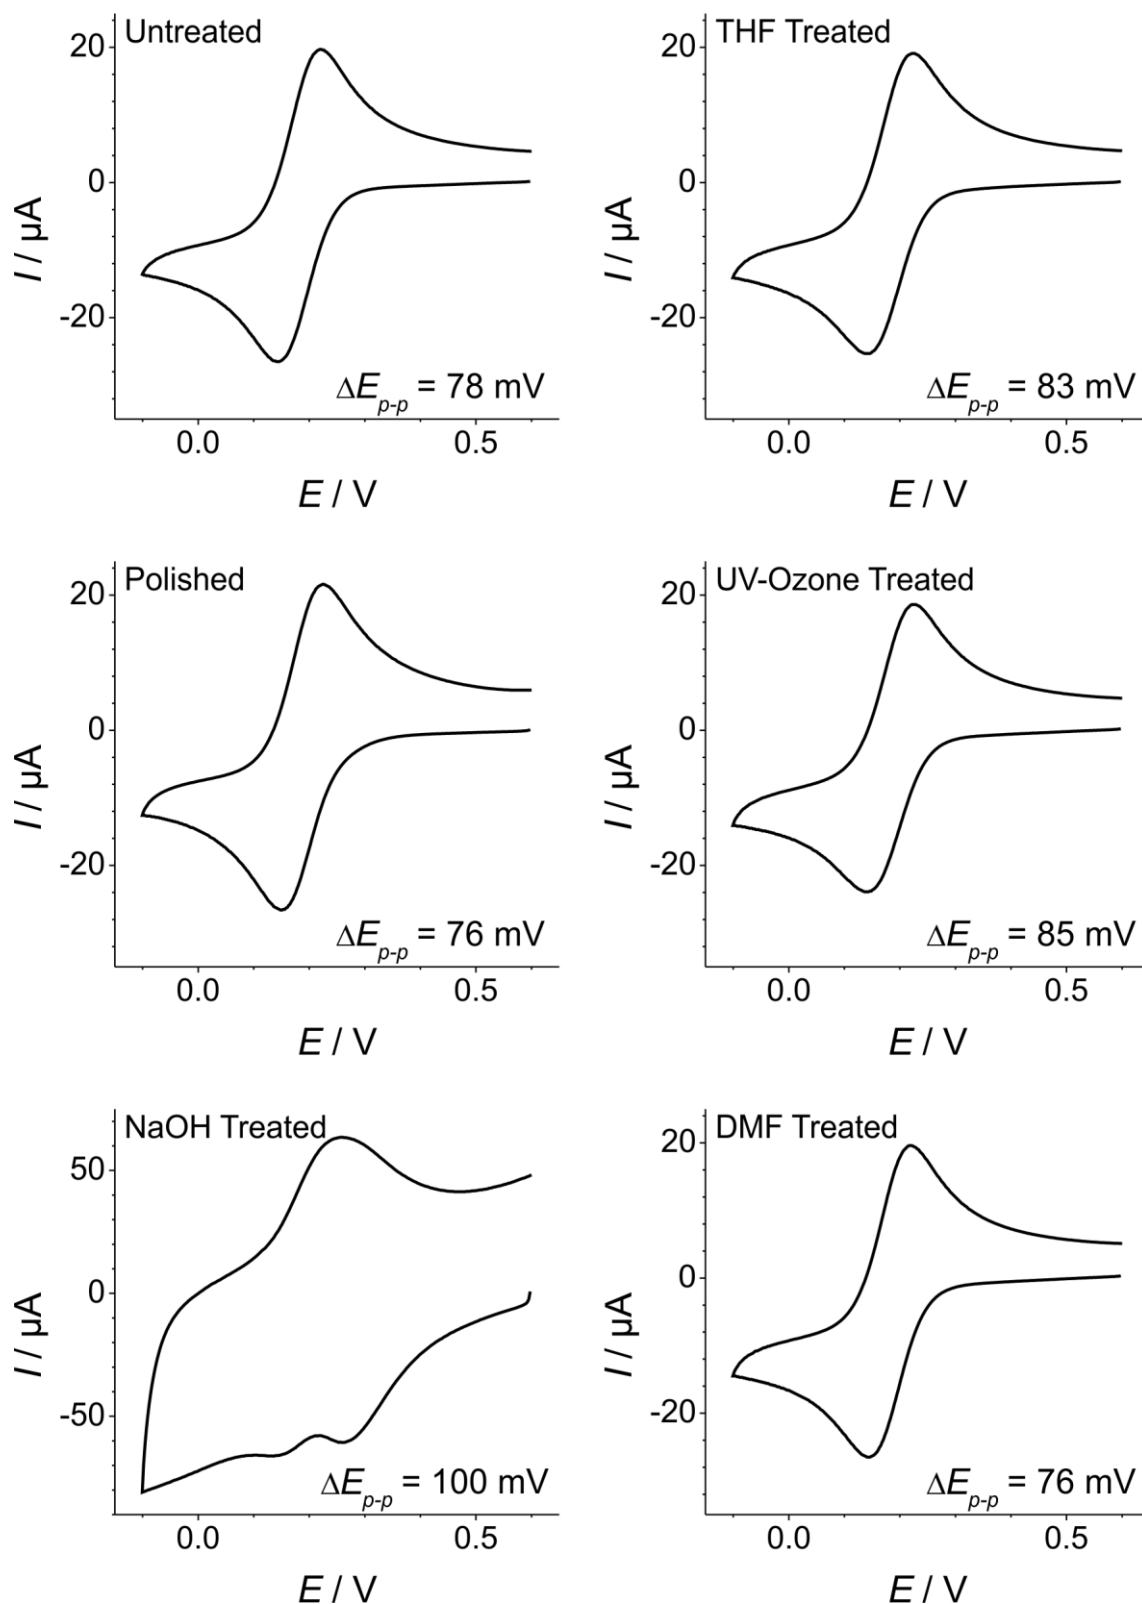 Untreated
20
0
-20
I / μA
ΔEp-p = 78 mV
0.0
0.5
E / V
THF Treated
20
0
-20
I / μA
ΔEp-p = 83 mV
0.0
0.5
E / V
Polished
20
0
-20
I / μA
ΔEp-p = 76 mV
0.0
0.5
E / V
UV-Ozone Treated
20
0
-20
I / μA
ΔEp-p = 85 mV
0.0
0.5
E / V
NaOH Treated
50
0
-50
I / μA
ΔEp-p = 100 mV
0.0
0.5
E / V
DMF Treated
20
0
-20
I / μA
ΔEp-p = 76 mV
0.0
0.5
E / V